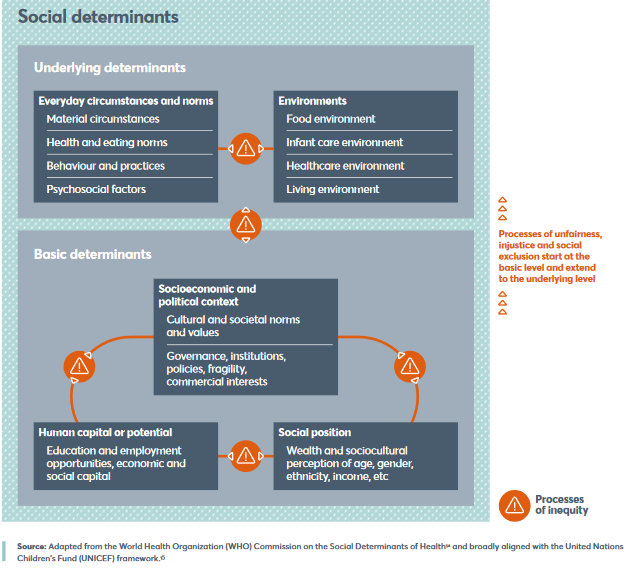 Social determinants
Underlying determinants
Everyday circumstances and norms
Material circumstances
Health and eating norms
Behaviour and practices
Psychosocial factors
Environments
Food environment
Infant care environment
Healthcare environment
Living environment
Processes of unfairness,
injustice and social
exclusion start at the
basic level and extend
to the underlying level
Basic determinants
Socioeconomic and
political context
Cultural and societal norms
and values
Governance, institutions,
policies, fragility,
commercial interests
Human capital or potential
Education and employment
opportunities, economic and
social capital
Social position
Wealth and sociocultural
perception of age, gender,
ethnicity, income, etc
Processes
of inequity
Source: Adapted from the World Health Organization (WHO) Commission on the Social Determinants of Health and broadly aligned with the United Nations
Children's Fund (UNICEF) framework.